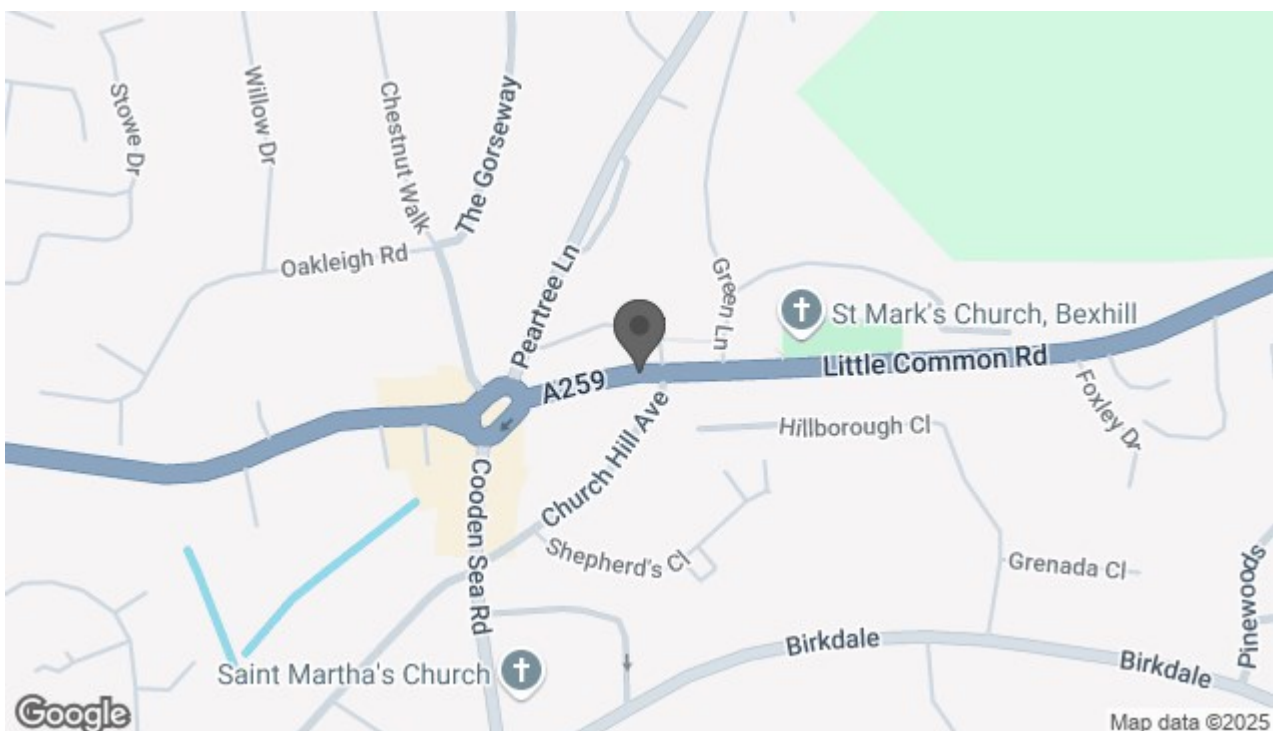 Stowe Dr
Willow Dr
Chestnut Walk
The Gorseway
Oakleigh Rd
Peartree Ln
Green Ln
St Mark's Church, Bexhill
A259
Little Common Rd
Church Hill Ave
Hillborough Cl
Foxley Dr
Cooden Sea Rd
Shepherd's Cl
Grenada Cl
Pinewoods
Birkdale
Birkdale
Saint Martha's Church
Google
Map data ©2025